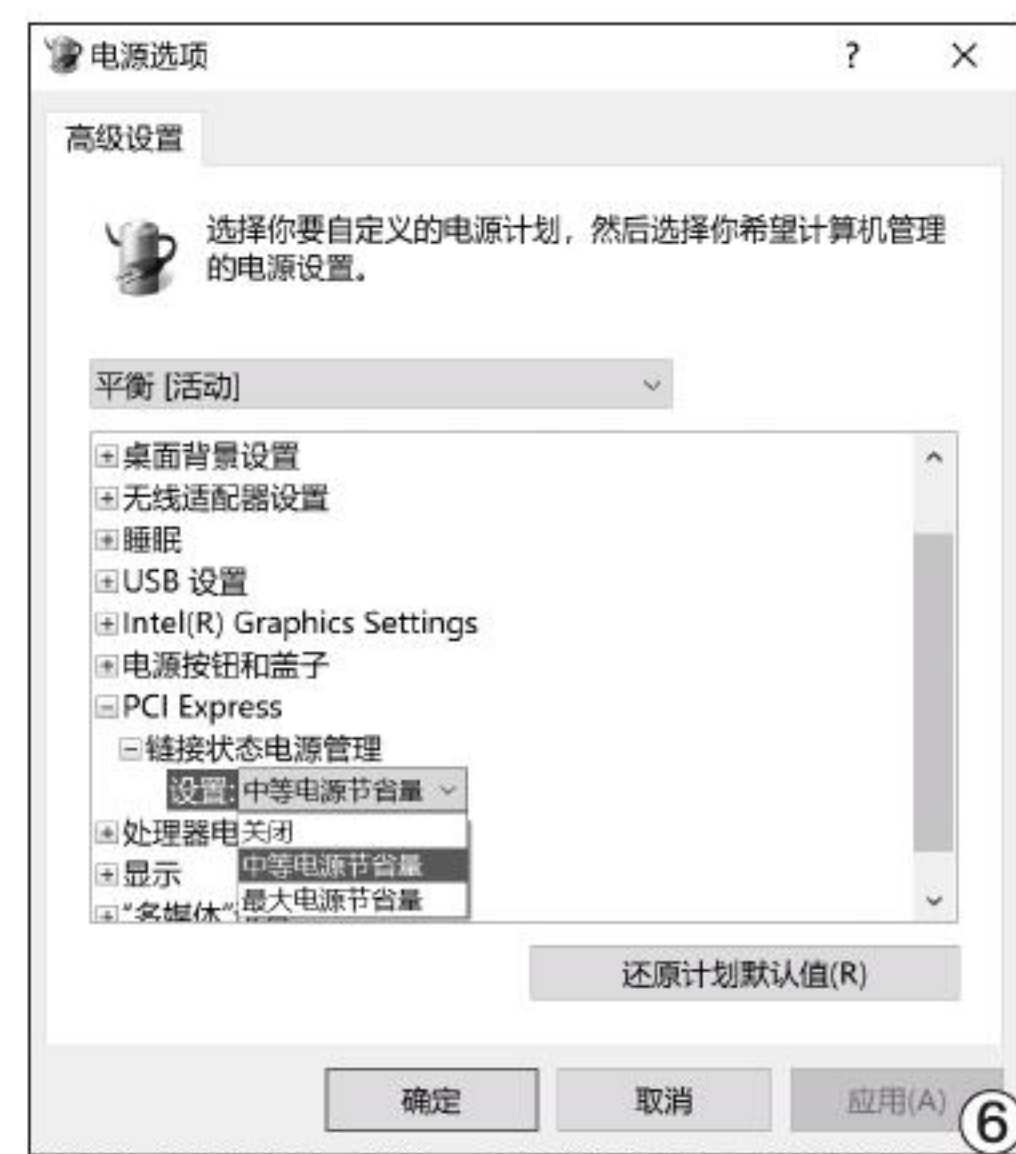 电源选项
? ×
高级设置
选择你要自定义的电源计划，然后选择你希望计算机管理
的电源设置。
平衡 [活动]
桌面背景设置
无线适配器设置
睡眠
USB 设置
Intel(R) Graphics Settings
电源按钮和盖子
PCI Express
链接状态电源管理
设置: 中等电源节省量
处理器电
关闭
中等电源节省量
显示
最大电源节省量
“多媒体”
还原计划默认值(R)
确定 取消 应用(A)
⑥